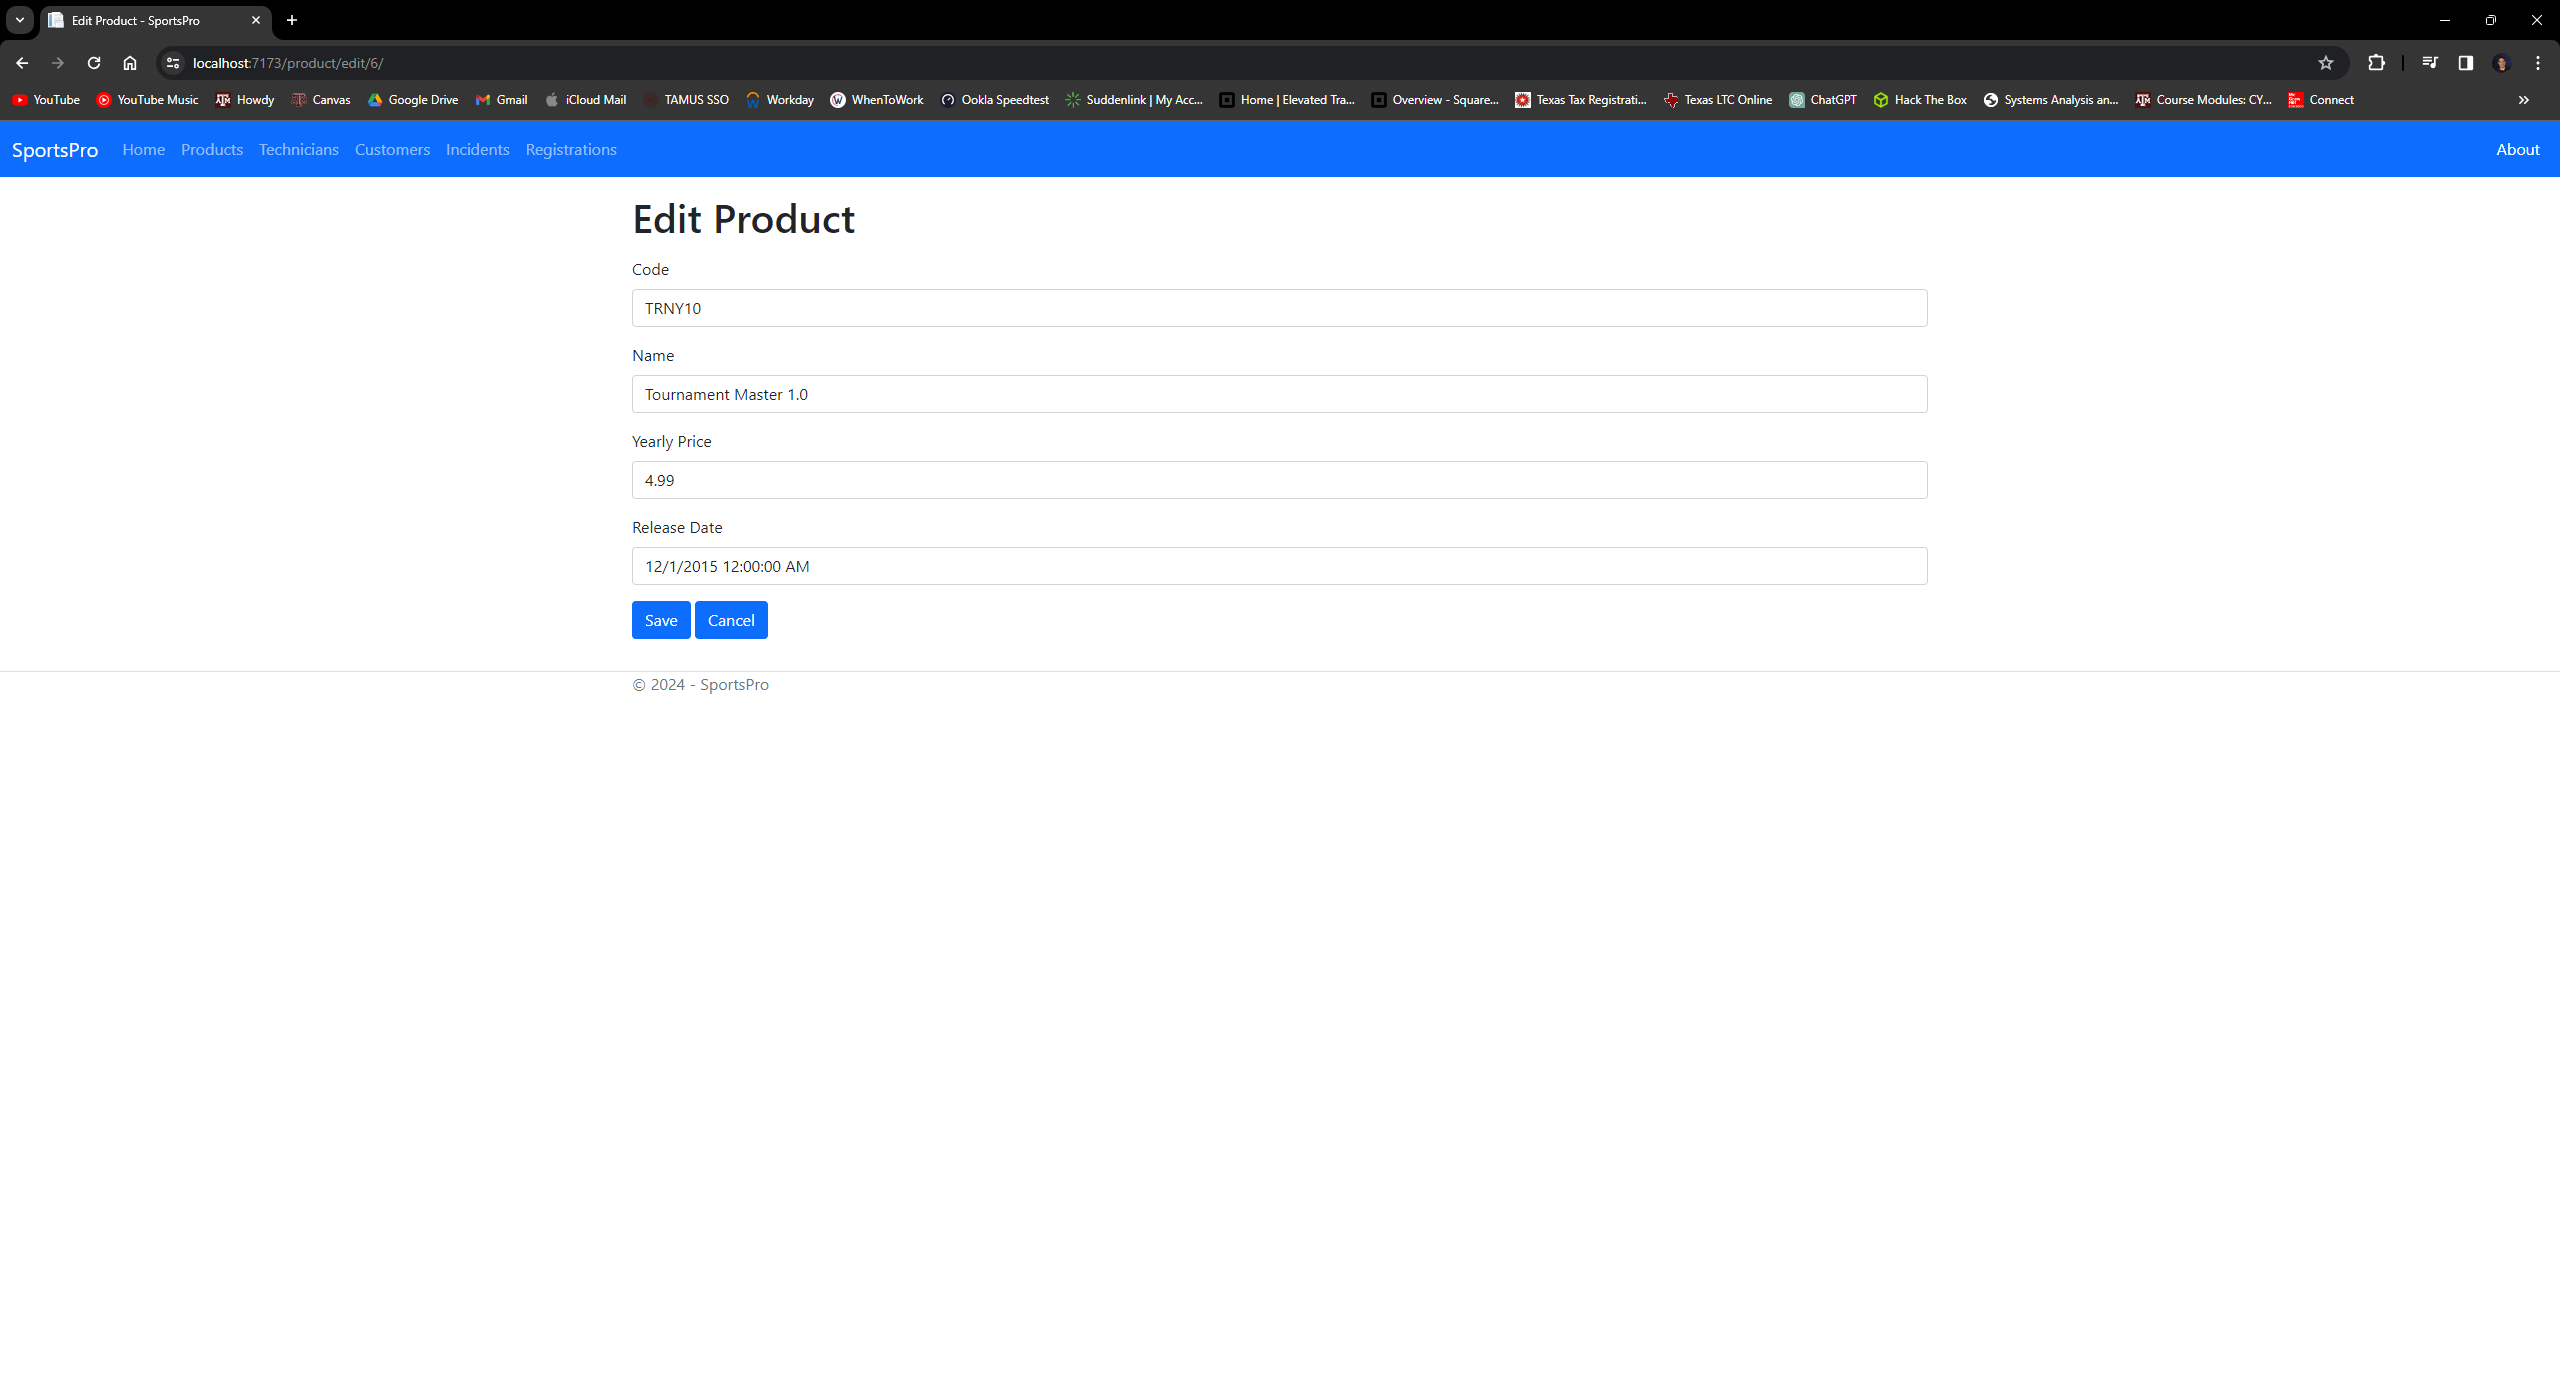 Edit Product - SportsPro
localhost:7173/product/edit/6/
YouTube YouTube Music Howdy Canvas Google Drive Gmail iCloud Mail TAMUS SSO Workday WhenToWork Ookla Speedtest Suddenlink | My Acc... Home | Elevated Tra... Overview - Square... Texas Tax Registrati... Texas LTC Online ChatGPT Hack The Box Systems Analysis an... Course Modules: CY... Connect
SportsPro Home Products Technicians Customers Incidents Registrations About
Edit Product
Code
TRNY10
Name
Tournament Master 1.0
Yearly Price
4.99
Release Date
12/1/2015 12:00:00 AM
Save Cancel
© 2024 - SportsPro